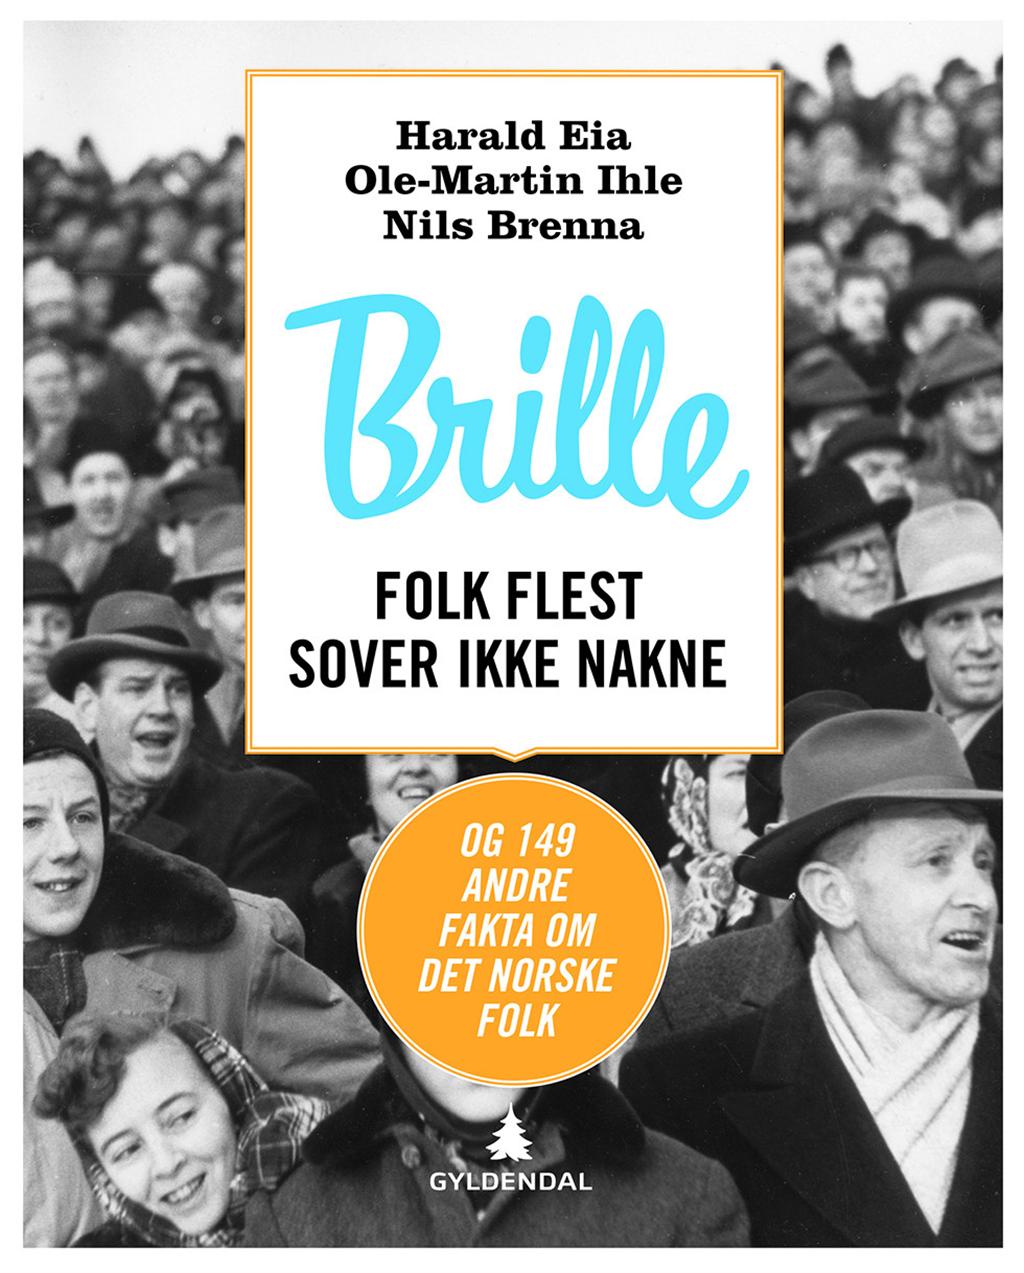 Harald Eia
Ole-Martin Ihle
Nils Brenna
Brille
FOLK FLEST
SOVER IKKE NAKNE
OG 149
ANDRE
FAKTA OM
DET NORSKE
FOLK
GYLDENDAL